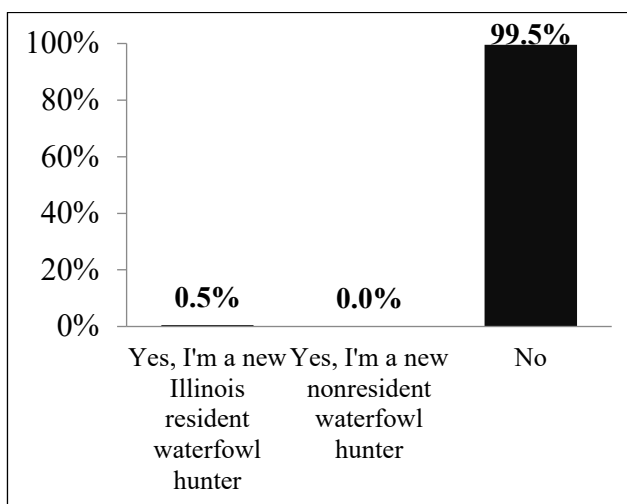 100%
80%
60%
40%
20%
0%
99.5%
0.5%
0.0%
Yes, I'm a new
Illinois
resident
waterfowl
hunter
Yes, I'm a new
nonresident
waterfowl
hunter
No